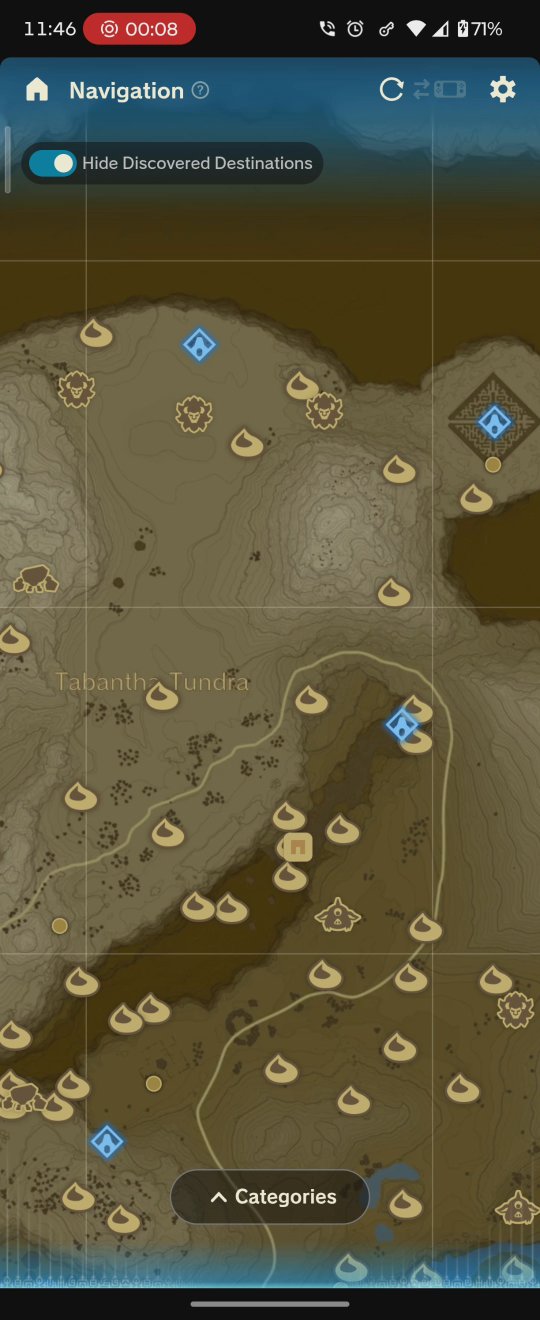 11:46 00:08 71%
Navigation ?
Hide Discovered Destinations
Tabantha Tundra
Categories